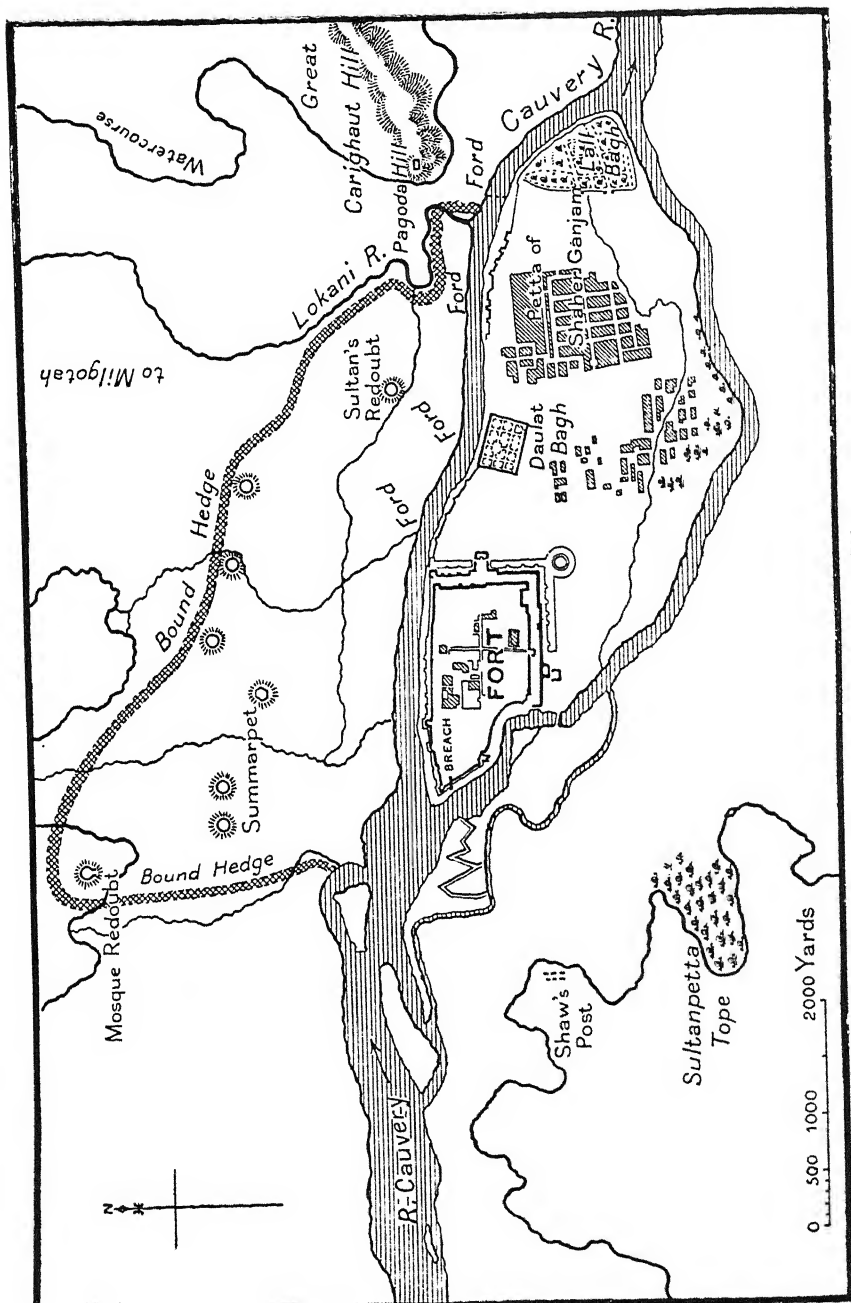 Watercourse
Great
Carighaut Hill
Pagoda Hill
to Milgotah
Lokani R.
Cauvery R.
Ford
Ford
Sultan's
Redoubt
Ford
Ford
Bound Hedge
Summarpet
Mosque Redoubt
Bound Hedge
Lall
Bagh
Petta of
Shaher Ganjam
Daulat
Bagh
BREACH
FORT
N
R. Cauvery
Shaw's
Post
Sultanpetta
Tope
0 500 1000 2000 Yards